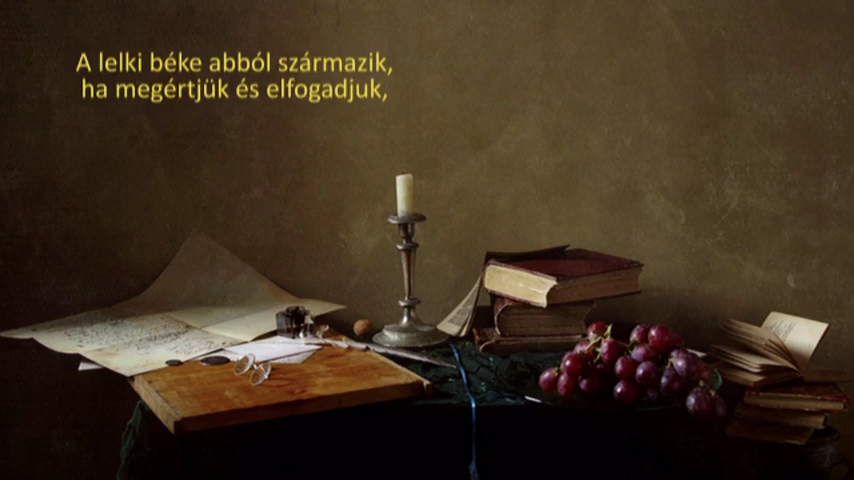 A lelki béke abból származik,
ha megértjük és elfogadjuk,